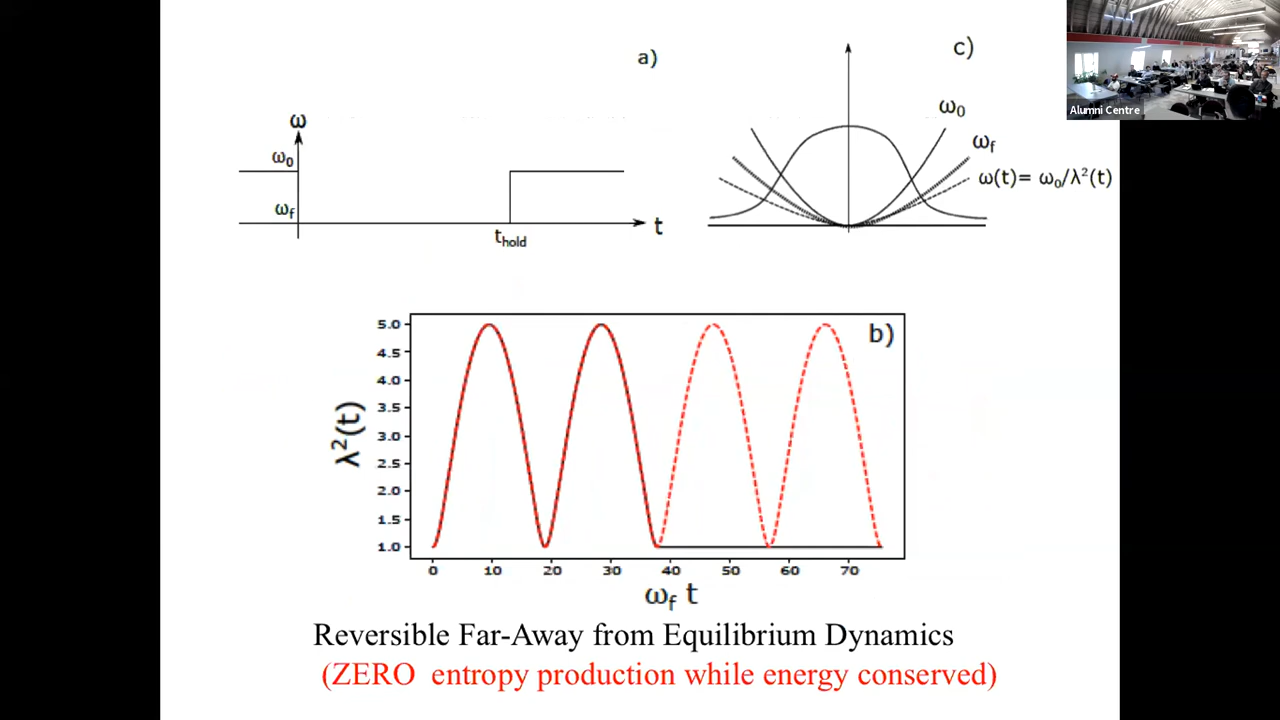 a)
ω
ω₀
ω_f
t_hold
t
c)
ω₀
ω_f
ω(t)= ω₀/λ²(t)
Alumni Centre
b)
λ²(t)
5.0
4.5
4.0
3.5
3.0
2.5
2.0
1.5
1.0
0 10 20 30 40 50 60 70
ω_f t
Reversible Far-Away from Equilibrium Dynamics
(ZERO entropy production while energy conserved)